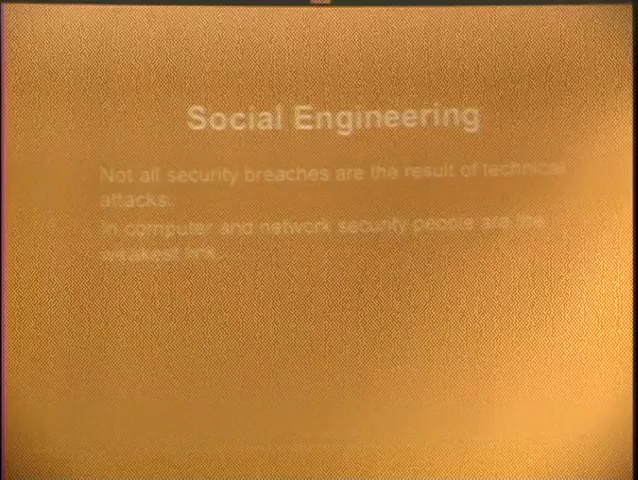 Social Engineering
Not all security breaches are the result of technical
attacks.
In computer and network security people are the
weakest link.